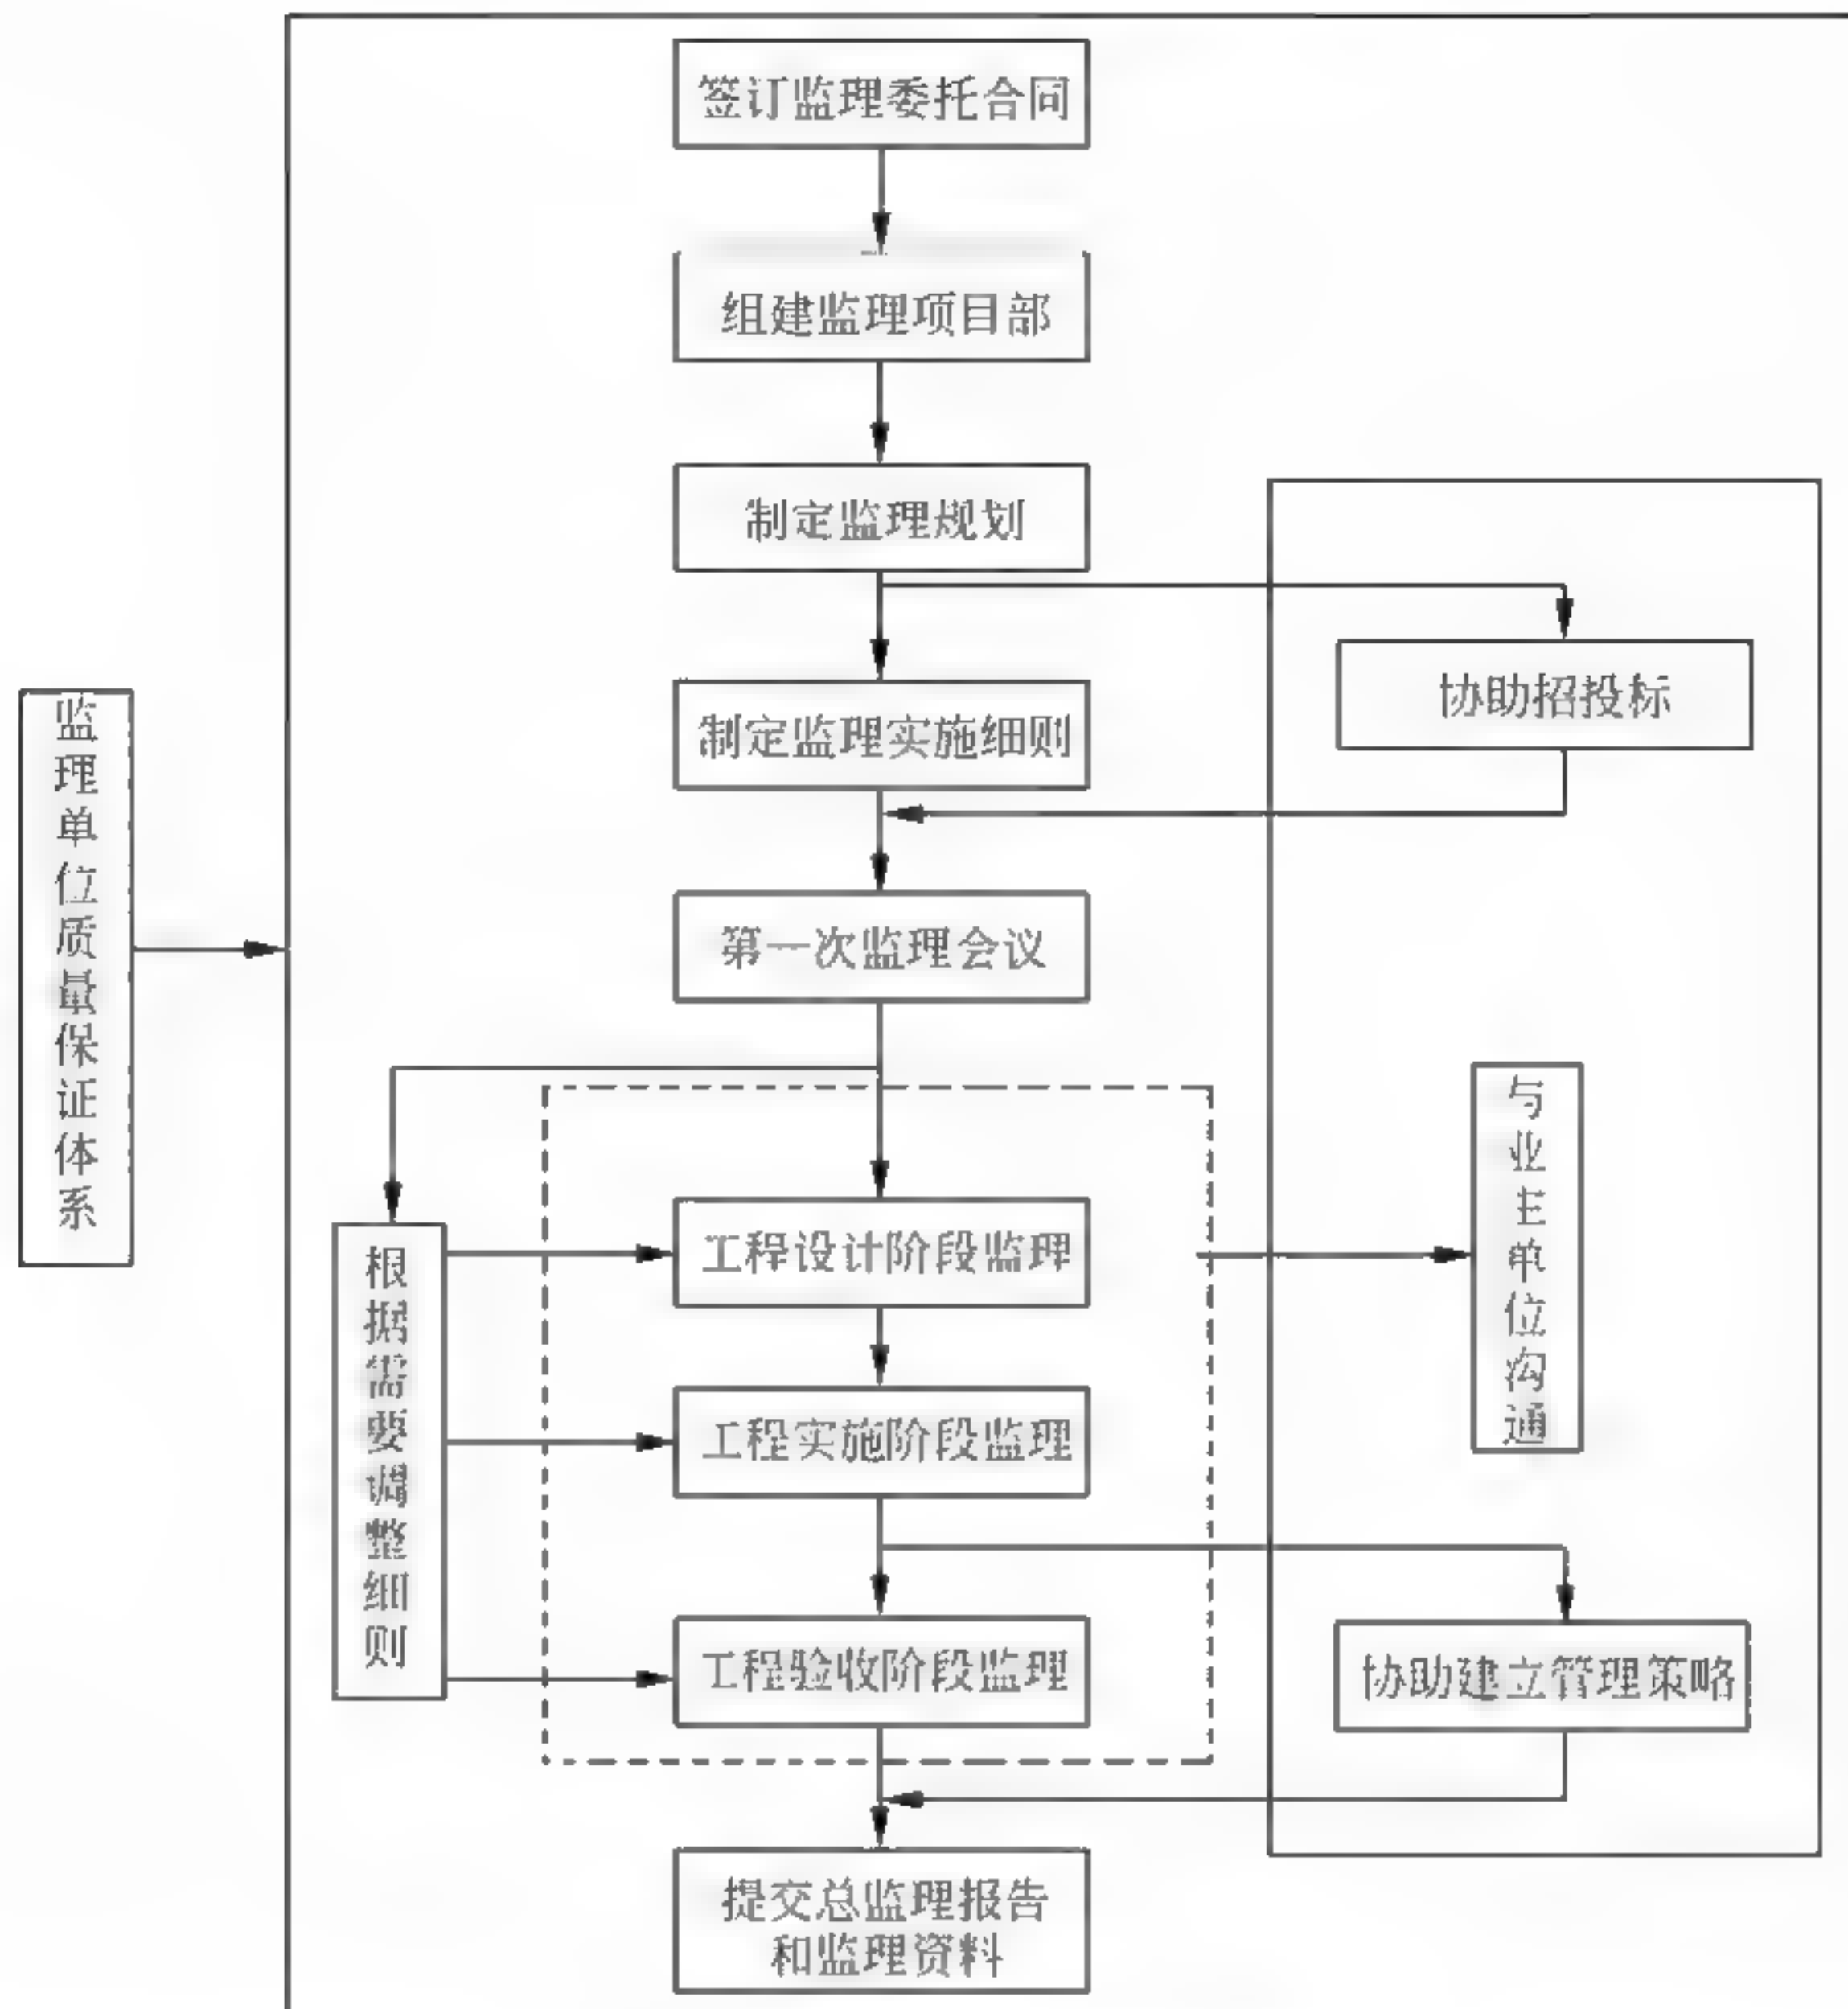 签订监理委托合同
组建监理项目部
制定监理规划
协助招投标
制定监理实施细则
监理单位质量保证体系
第一次监理会议
与业主单位沟通
根据需要调整细则
工程设计阶段监理
工程实施阶段监理
工程验收阶段监理
协助建立管理策略
提交总监理报告
和监理资料